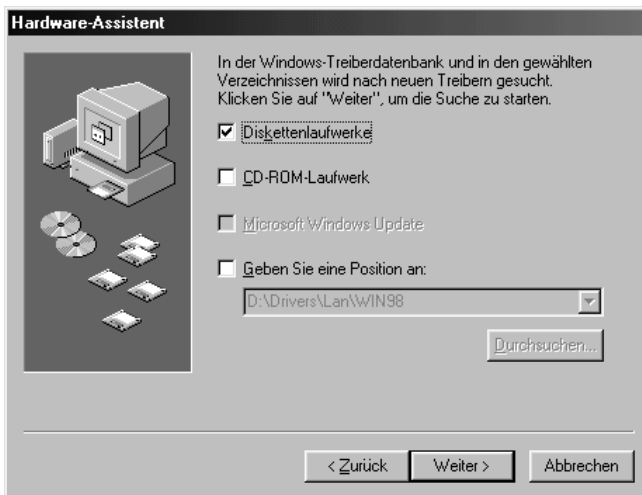 Hardware-Assistent
In der Windows-Treiberdatenbank und in den gewählten
Verzeichnissen wird nach neuen Treibern gesucht.
Klicken Sie auf "Weiter", um die Suche zu starten.
Diskettenlaufwerke
CD-ROM-Laufwerk
Microsoft Windows Update
Geben Sie eine Position an:
D:\Drivers\Lan\WIN98
Durchsuchen...
< Zurück Weiter > Abbrechen